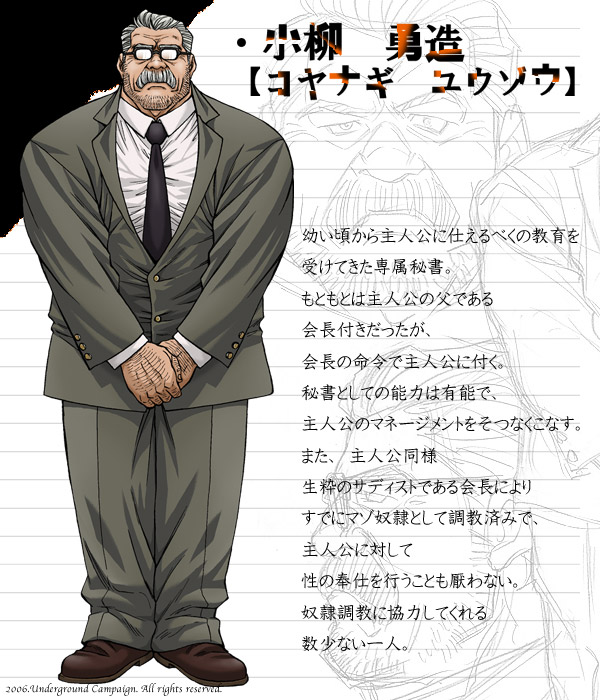 ・小柳　勇造
【コヤナギ　ユウゾウ】
幼い頃から主人公に仕えるべくの教育を
受けてきた専属秘書。
もともとは主人公の父である
会長付きだったが、
会長の命令で主人公に付く。
秘書としての能力は有能で、
主人公のマネージメントをそつなくこなす。
また、　主人公同様
生粋のサディストである会長により
すでにマゾ奴隷として調教済みで、
主人公に対して
性の奉仕を行うことも厭わない。
奴隷調教に協力してくれる
数少ない一人。
2006.Underground Campaign. All rights reserved.